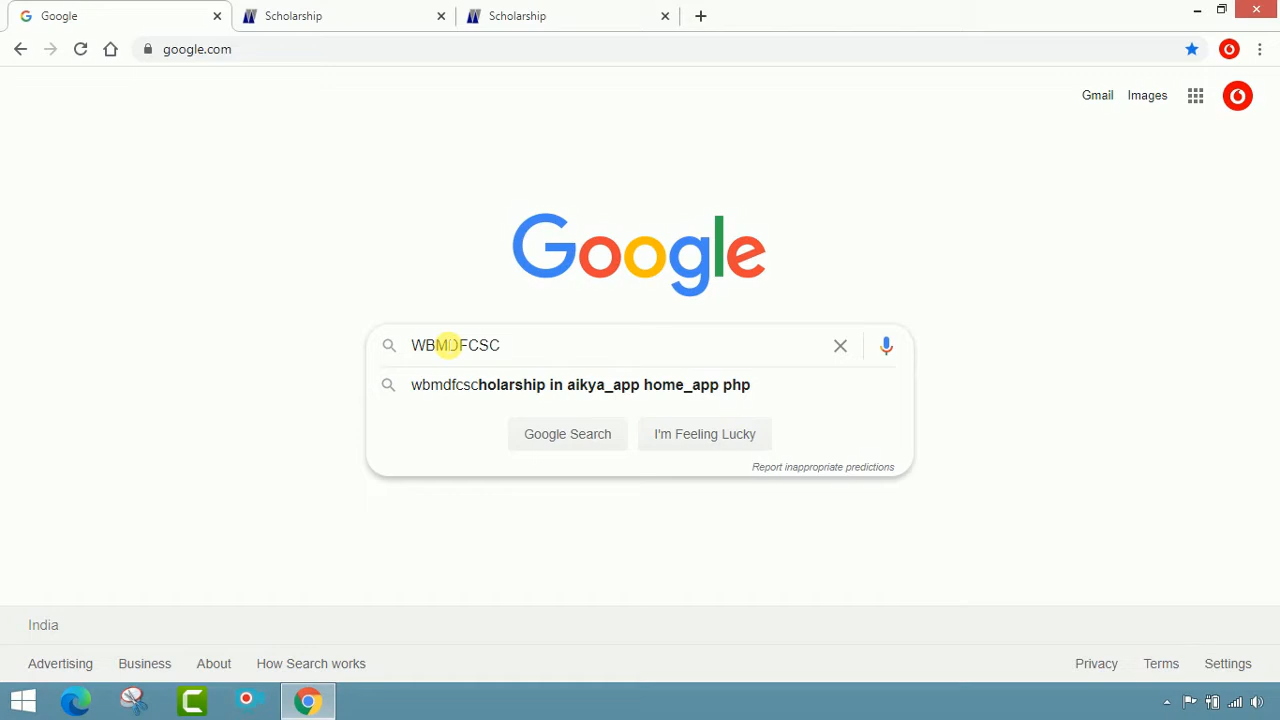 Google
Scholarship
Scholarship
google.com
Gmail
Images
Google
WBMDFCSC
wbmdfcscholarship in aikya_app home_app php
Google Search
I'm Feeling Lucky
Report inappropriate predictions
India
Advertising
Business
About
How Search works
Privacy
Terms
Settings